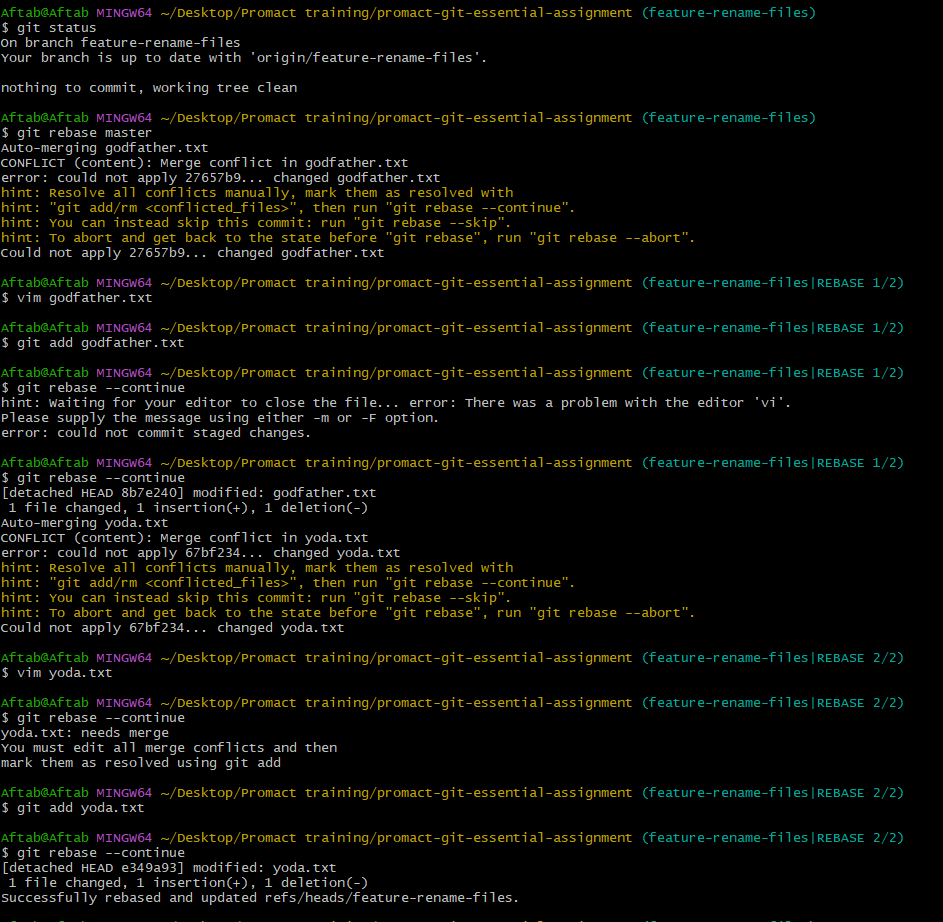 Aftab@Aftab MINGW64 ~/Desktop/Promact training/promact-git-essential-assignment (feature-rename-files)
$ git status
On branch feature-rename-files
Your branch is up to date with 'origin/feature-rename-files'.
nothing to commit, working tree clean
Aftab@Aftab MINGW64 ~/Desktop/Promact training/promact-git-essential-assignment (feature-rename-files)
$ git rebase master
Auto-merging godfather.txt
CONFLICT (content): Merge conflict in godfather.txt
error: could not apply 27657b9... changed godfather.txt
hint: Resolve all conflicts manually, mark them as resolved with
hint: "git add/rm <conflicted_files>", then run "git rebase --continue".
hint: You can instead skip this commit: run "git rebase --skip".
hint: To abort and get back to the state before "git rebase", run "git rebase --abort".
Could not apply 27657b9... changed godfather.txt
Aftab@Aftab MINGW64 ~/Desktop/Promact training/promact-git-essential-assignment (feature-rename-files|REBASE 1/2)
$ vim godfather.txt
Aftab@Aftab MINGW64 ~/Desktop/Promact training/promact-git-essential-assignment (feature-rename-files|REBASE 1/2)
$ git add godfather.txt
Aftab@Aftab MINGW64 ~/Desktop/Promact training/promact-git-essential-assignment (feature-rename-files|REBASE 1/2)
$ git rebase --continue
hint: Waiting for your editor to close the file... error: There was a problem with the editor 'vi'.
Please supply the message using either -m or -F option.
error: could not commit staged changes.
Aftab@Aftab MINGW64 ~/Desktop/Promact training/promact-git-essential-assignment (feature-rename-files|REBASE 1/2)
$ git rebase --continue
[detached HEAD 8b7e240] modified: godfather.txt
1 file changed, 1 insertion(+), 1 deletion(-)
Auto-merging yoda.txt
CONFLICT (content): Merge conflict in yoda.txt
error: could not apply 67bf234... changed yoda.txt
hint: Resolve all conflicts manually, mark them as resolved with
hint: "git add/rm <conflicted_files>", then run "git rebase --continue".
hint: You can instead skip this commit: run "git rebase --skip".
hint: To abort and get back to the state before "git rebase", run "git rebase --abort".
Could not apply 67bf234... changed yoda.txt
Aftab@Aftab MINGW64 ~/Desktop/Promact training/promact-git-essential-assignment (feature-rename-files|REBASE 2/2)
$ vim yoda.txt
Aftab@Aftab MINGW64 ~/Desktop/Promact training/promact-git-essential-assignment (feature-rename-files|REBASE 2/2)
$ git rebase --continue
yoda.txt: needs merge
You must edit all merge conflicts and then
mark them as resolved using git add
Aftab@Aftab MINGW64 ~/Desktop/Promact training/promact-git-essential-assignment (feature-rename-files|REBASE 2/2)
$ git add yoda.txt
Aftab@Aftab MINGW64 ~/Desktop/Promact training/promact-git-essential-assignment (feature-rename-files|REBASE 2/2)
$ git rebase --continue
[detached HEAD e349a93] modified: yoda.txt
1 file changed, 1 insertion(+), 1 deletion(-)
Successfully rebased and updated refs/heads/feature-rename-files.